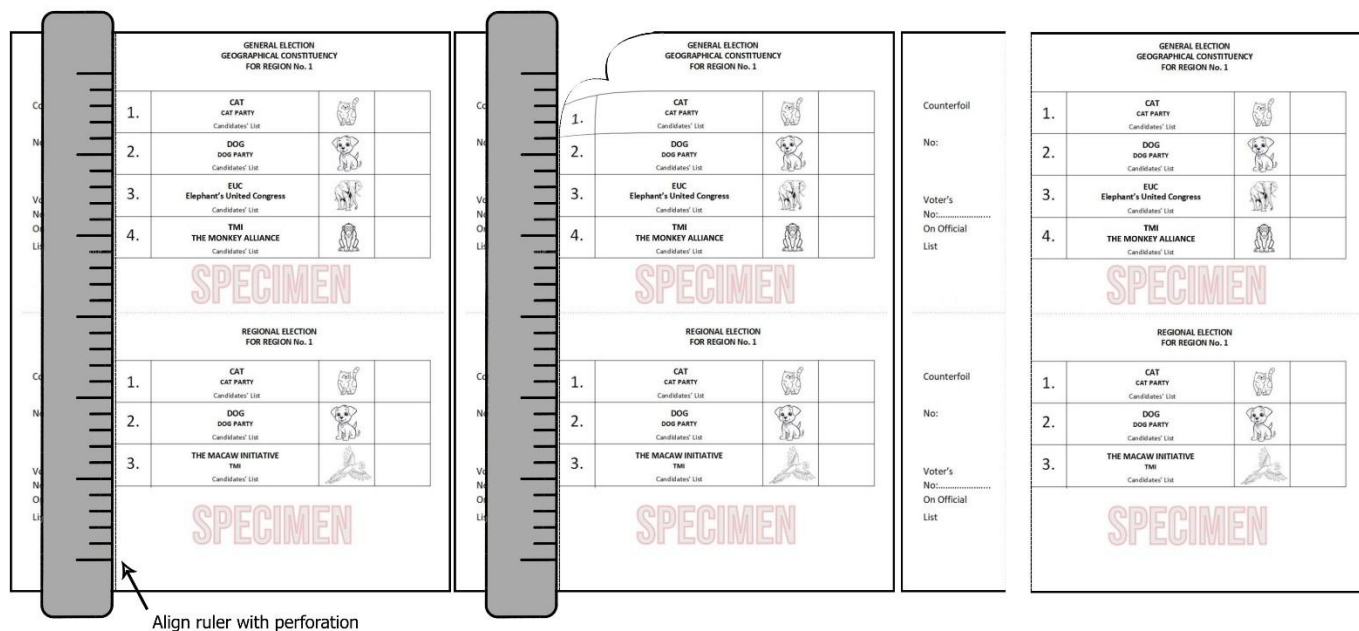 GENERAL ELECTION
GEOGRAPHICAL CONSTITUENCY
FOR REGION No. 1
1.
CAT
CAT PARTY
Candidates' List
2.
DOG
DOG PARTY
Candidates' List
3.
EUC
Elephant's United Congress
Candidates' List
4.
TMI
THE MONKEY ALLIANCE
Candidates' List
SPECIMEN
REGIONAL ELECTION
FOR REGION No. 1
1.
CAT
CAT PARTY
Candidates' List
2.
DOG
DOG PARTY
Candidates' List
3.
THE MACAW INITIATIVE
TMI
Candidates' List
SPECIMEN
Align ruler with perforation
GENERAL ELECTION
GEOGRAPHICAL CONSTITUENCY
FOR REGION No. 1
1.
CAT
CAT PARTY
Candidates' List
2.
DOG
DOG PARTY
Candidates' List
3.
EUC
Elephant's United Congress
Candidates' List
4.
TMI
THE MONKEY ALLIANCE
Candidates' List
SPECIMEN
REGIONAL ELECTION
FOR REGION No. 1
1.
CAT
CAT PARTY
Candidates' List
2.
DOG
DOG PARTY
Candidates' List
3.
THE MACAW INITIATIVE
TMI
Candidates' List
SPECIMEN
Counterfoil
No:
Voter's
No:.....................
On Official
List
Counterfoil
No:
Voter's
No:.....................
On Official
List
GENERAL ELECTION
GEOGRAPHICAL CONSTITUENCY
FOR REGION No. 1
1.
CAT
CAT PARTY
Candidates' List
2.
DOG
DOG PARTY
Candidates' List
3.
EUC
Elephant's United Congress
Candidates' List
4.
TMI
THE MONKEY ALLIANCE
Candidates' List
SPECIMEN
REGIONAL ELECTION
FOR REGION No. 1
1.
CAT
CAT PARTY
Candidates' List
2.
DOG
DOG PARTY
Candidates' List
3.
THE MACAW INITIATIVE
TMI
Candidates' List
SPECIMEN